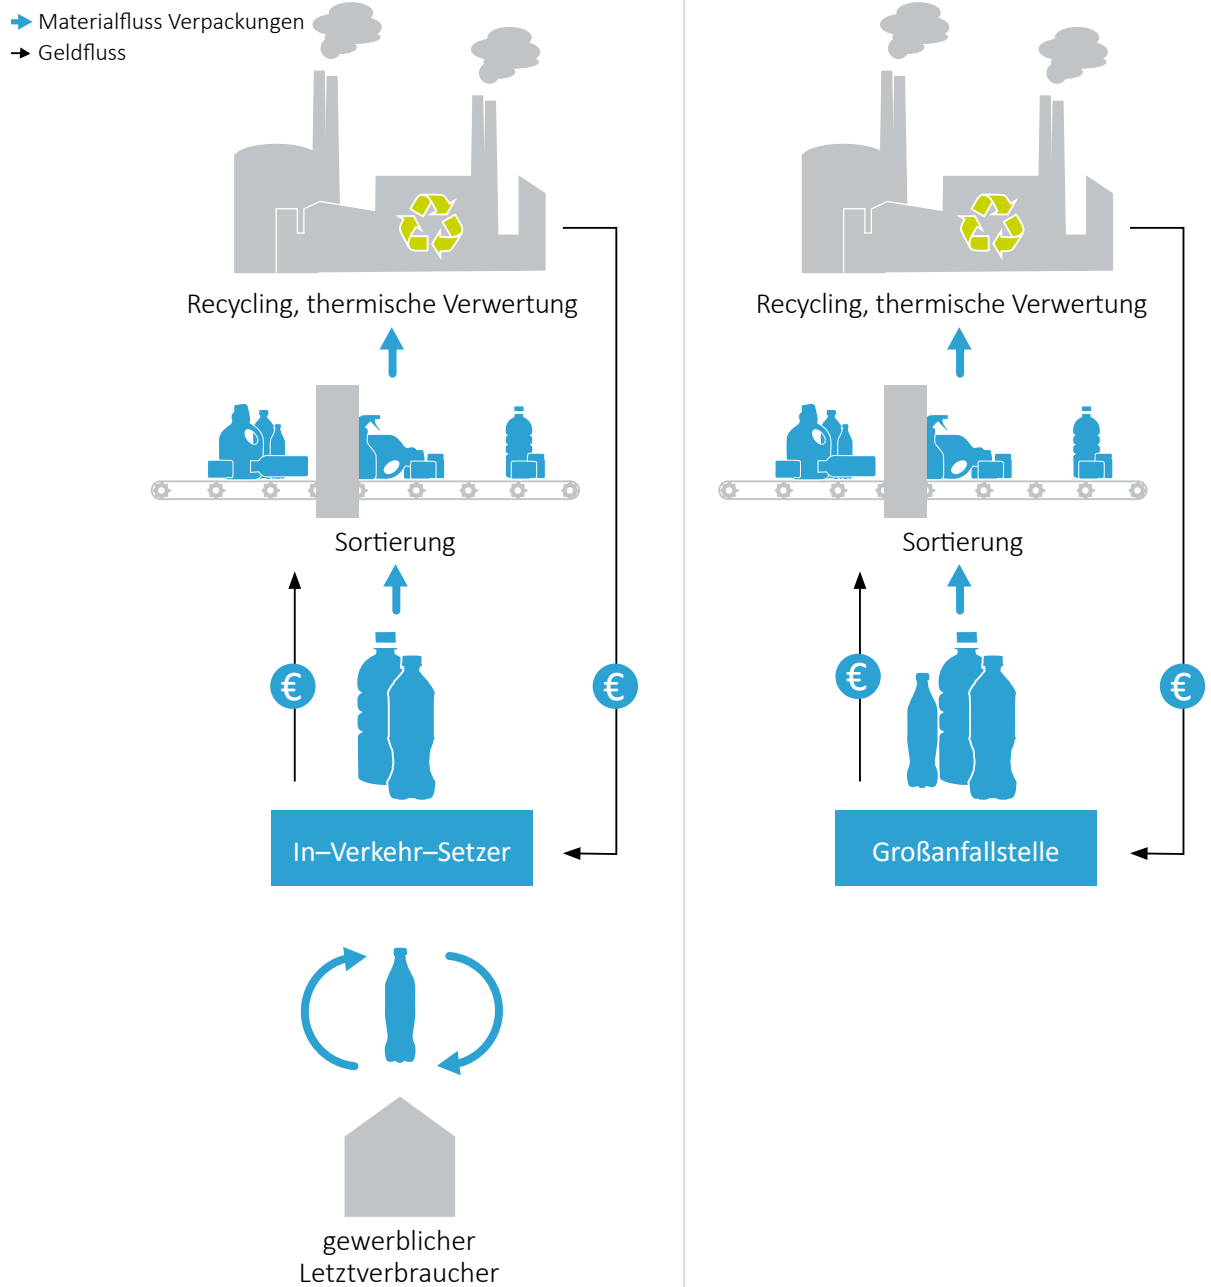 Materialfluss Verpackungen
Geldfluss
Recycling, thermische Verwertung
Sortierung
€
€
In–Verkehr–Setzer
gewerblicher
Letztverbraucher
Recycling, thermische Verwertung
Sortierung
€
€
Großanfallstelle